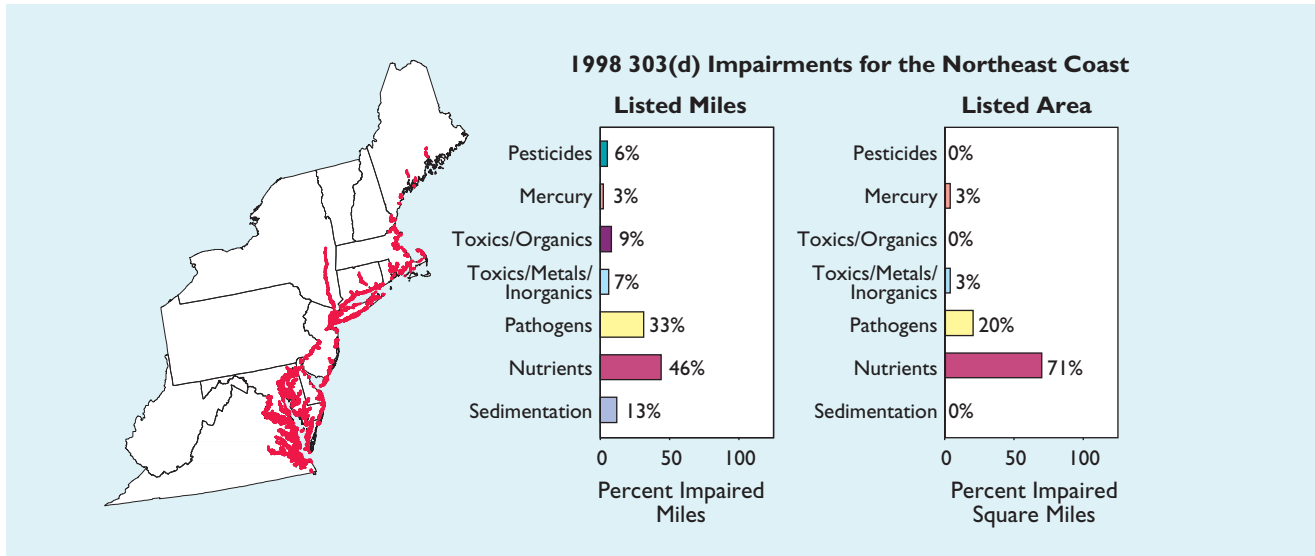 1998 303(d) Impairments for the Northeast Coast
Listed Miles
Pesticides 6%
Mercury 3%
Toxics/Organics 9%
Toxics/Metals/
Inorganics 7%
Pathogens 33%
Nutrients 46%
Sedimentation 13%
0 50 100
Percent Impaired
Miles
Listed Area
Pesticides 0%
Mercury 3%
Toxics/Organics 0%
Toxics/Metals/
Inorganics 3%
Pathogens 20%
Nutrients 71%
Sedimentation 0%
0 50 100
Percent Impaired
Square Miles